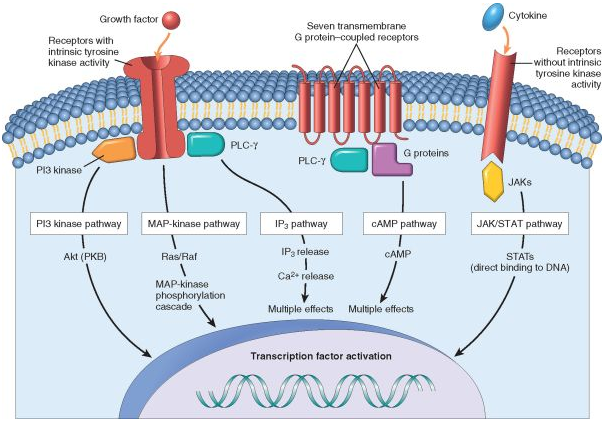 Growth factor
Receptors with
intrinsic tyrosine
kinase activity
Seven transmembrane
G protein–coupled receptors
Cytokine
Receptors
without intrinsic
tyrosine kinase
activity
PI3 kinase
PLC-γ
PLC-γ
G proteins
JAKs
PI3 kinase pathway
MAP-kinase pathway
IP3 pathway
cAMP pathway
JAK/STAT pathway
Akt (PKB)
Ras/Raf
MAP-kinase
phosphorylation
cascade
IP3 release
Ca2+ release
Multiple effects
cAMP
Multiple effects
STATs
(direct binding to DNA)
Transcription factor activation